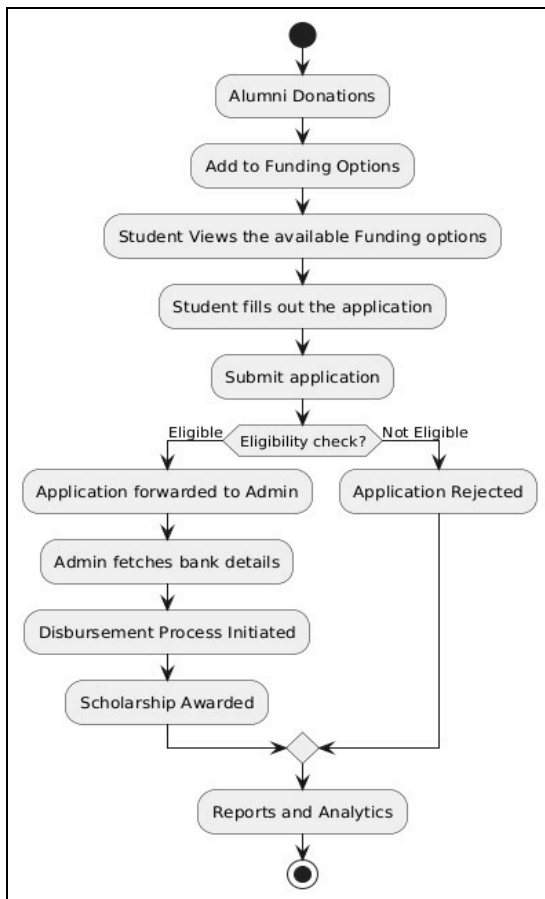 Alumni Donations
Add to Funding Options
Student Views the available Funding options
Student fills out the application
Submit application
Eligible
Eligibility check?
Not Eligible
Application forwarded to Admin
Application Rejected
Admin fetches bank details
Disbursement Process Initiated
Scholarship Awarded
Reports and Analytics